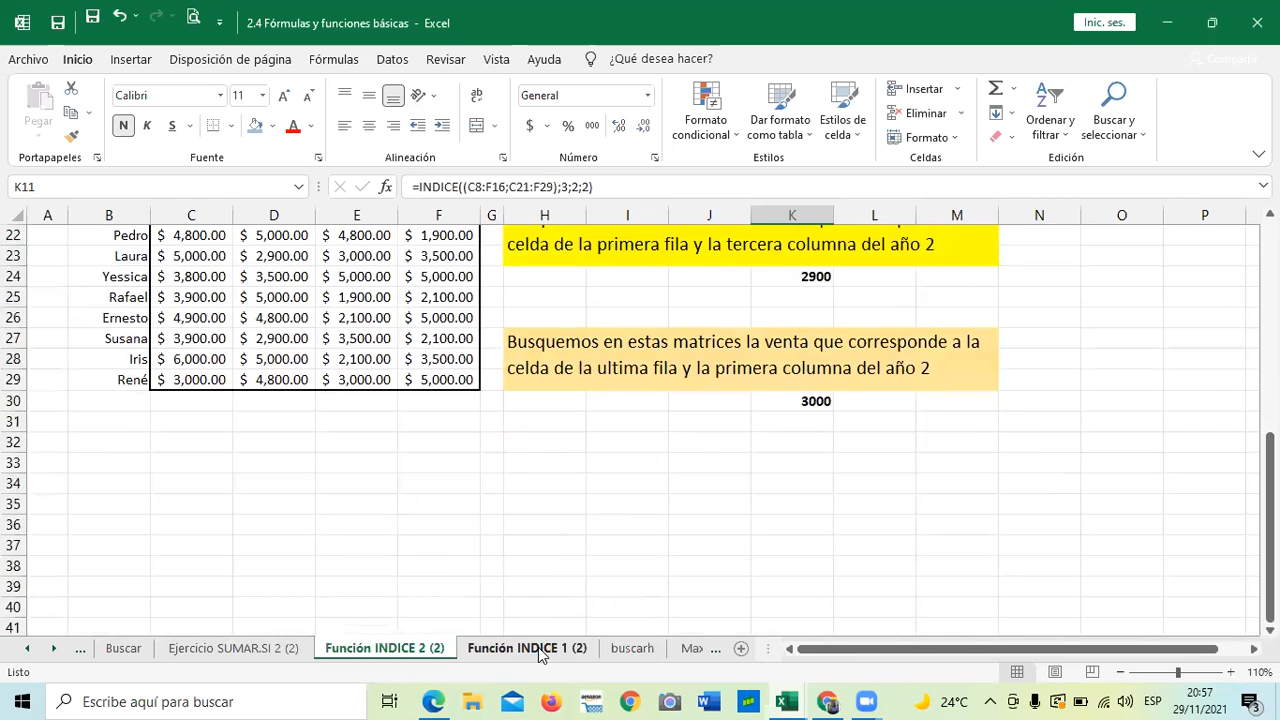 2.4 Fórmulas y funciones básicas - Excel
Inic. ses.
Archivo Inicio Insertar Disposición de página Fórmulas Datos Revisar Vista Ayuda ¿Qué desea hacer? Compartir
Pegar
Calibri 11
N K S
General
$ % 000
Formato condicional
Dar formato como tabla
Estilos de celda
Insertar
Eliminar
Formato
Ordenar y filtrar
Buscar y seleccionar
Portapapeles Fuente Alineación Número Estilos Celdas Edición
K11 fx =INDICE((C8:F16;C21:F29);3;2;2)
A B C D E F G H I J K L M N O P
22 Pedro $ 4,800.00 $ 5,000.00 $ 4,800.00 $ 1,900.00
celda de la primera fila y la tercera columna del año 2
23 Laura $ 5,000.00 $ 2,900.00 $ 3,000.00 $ 3,500.00
24 Yessica $ 3,800.00 $ 3,500.00 $ 5,000.00 $ 5,000.00 2900
25 Rafael $ 3,900.00 $ 5,000.00 $ 1,900.00 $ 2,100.00
26 Ernesto $ 4,900.00 $ 4,800.00 $ 2,100.00 $ 5,000.00
27 Susana $ 3,900.00 $ 2,900.00 $ 3,500.00 $ 2,100.00
Busquemos en estas matrices la venta que corresponde a la
28 Iris $ 6,000.00 $ 5,000.00 $ 2,100.00 $ 3,500.00
celda de la ultima fila y la primera columna del año 2
29 René $ 3,000.00 $ 4,800.00 $ 3,000.00 $ 5,000.00
30 3000
31
32
33
34
35
36
37
38
39
40
41
... Buscar Ejercicio SUMAR.SI 2 (2) Función INDICE 2 (2) Función INDICE 1 (2) buscarh Max ...
Listo 110%
Escribe aquí para buscar
amazon
24°C ESP 20:57
29/11/2021 3